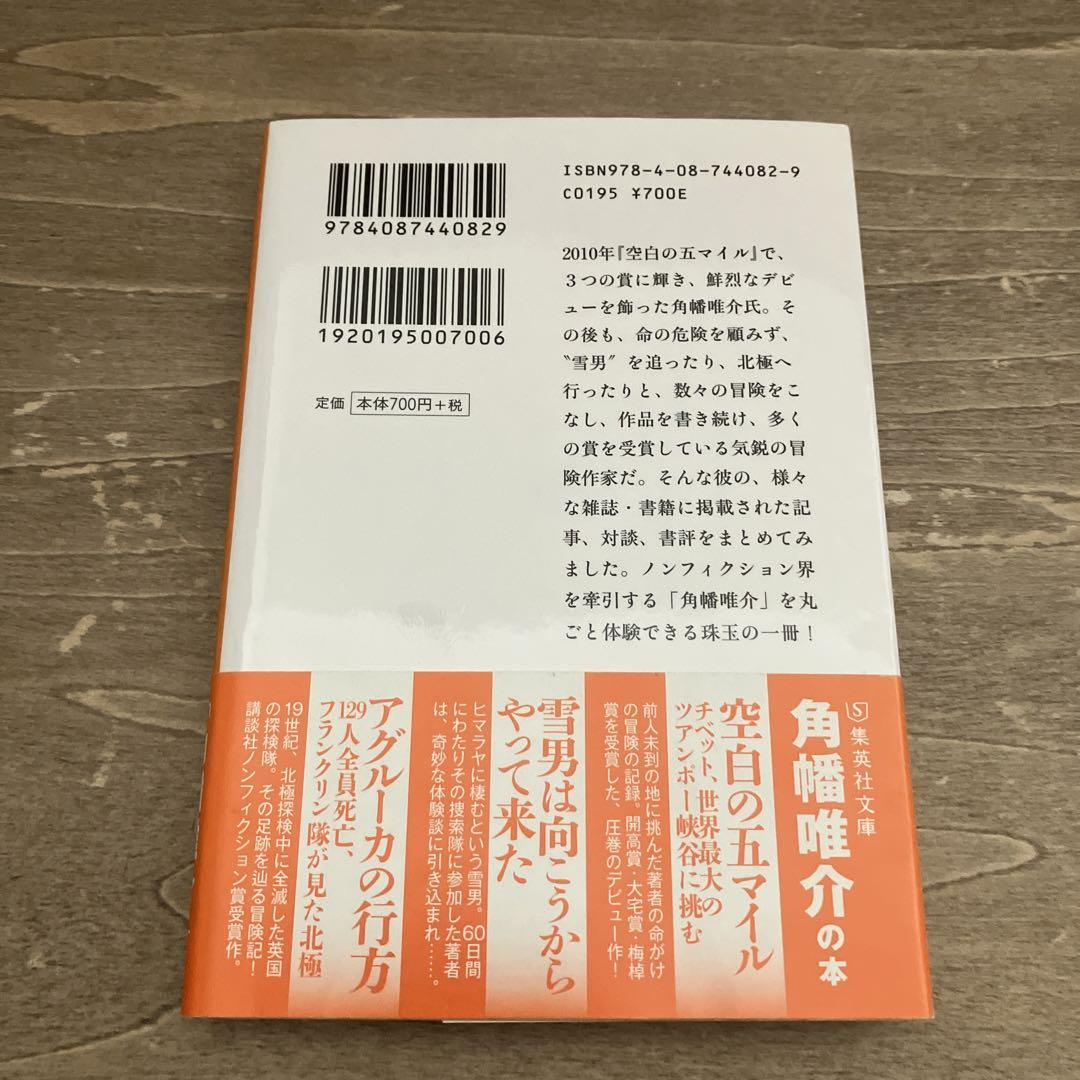 9784087440829
1920195007006
定価 本体700円+税
ISBN978-4-08-744082-9
C0195 ¥700E
2010年『空白の五マイル』で、
3つの賞に輝き、鮮烈なデビ
ューを飾った角幡唯介氏。そ
の後も、命の危険を顧みず、
〝雪男〟を追ったり、北極へ
行ったりと、数々の冒険をこ
なし、作品を書き続け、多く
の賞を受賞している気鋭の冒
険作家だ。そんな彼の、様々
な雑誌・書籍に掲載された記
事、対談、書評をまとめてみ
ました。ノンフィクション界
を牽引する「角幡唯介」を丸
ごと体験できる珠玉の一冊！
S 集英社文庫
角幡唯介の本
空白の五マイル
チベット、世界最大の
ツアンポー峡谷に挑む
前人未到の地に挑んだ著者の命がけ
の冒険の記録。開高賞・大宅賞・梅棹
賞を受賞した、圧巻のデビュー作！
雪男は向こうから
やって来た
ヒマラヤに棲むという雪男。60日間
にわたりその捜索隊に参加した著者
は、奇妙な体験談に引き込まれ……。
アグルーカの行方
129人全員死亡、
フランクリン隊が見た北極
19世紀、北極探検中に全滅した英国
の探検隊。その足跡を辿る冒険記！
講談社ノンフィクション賞受賞作。